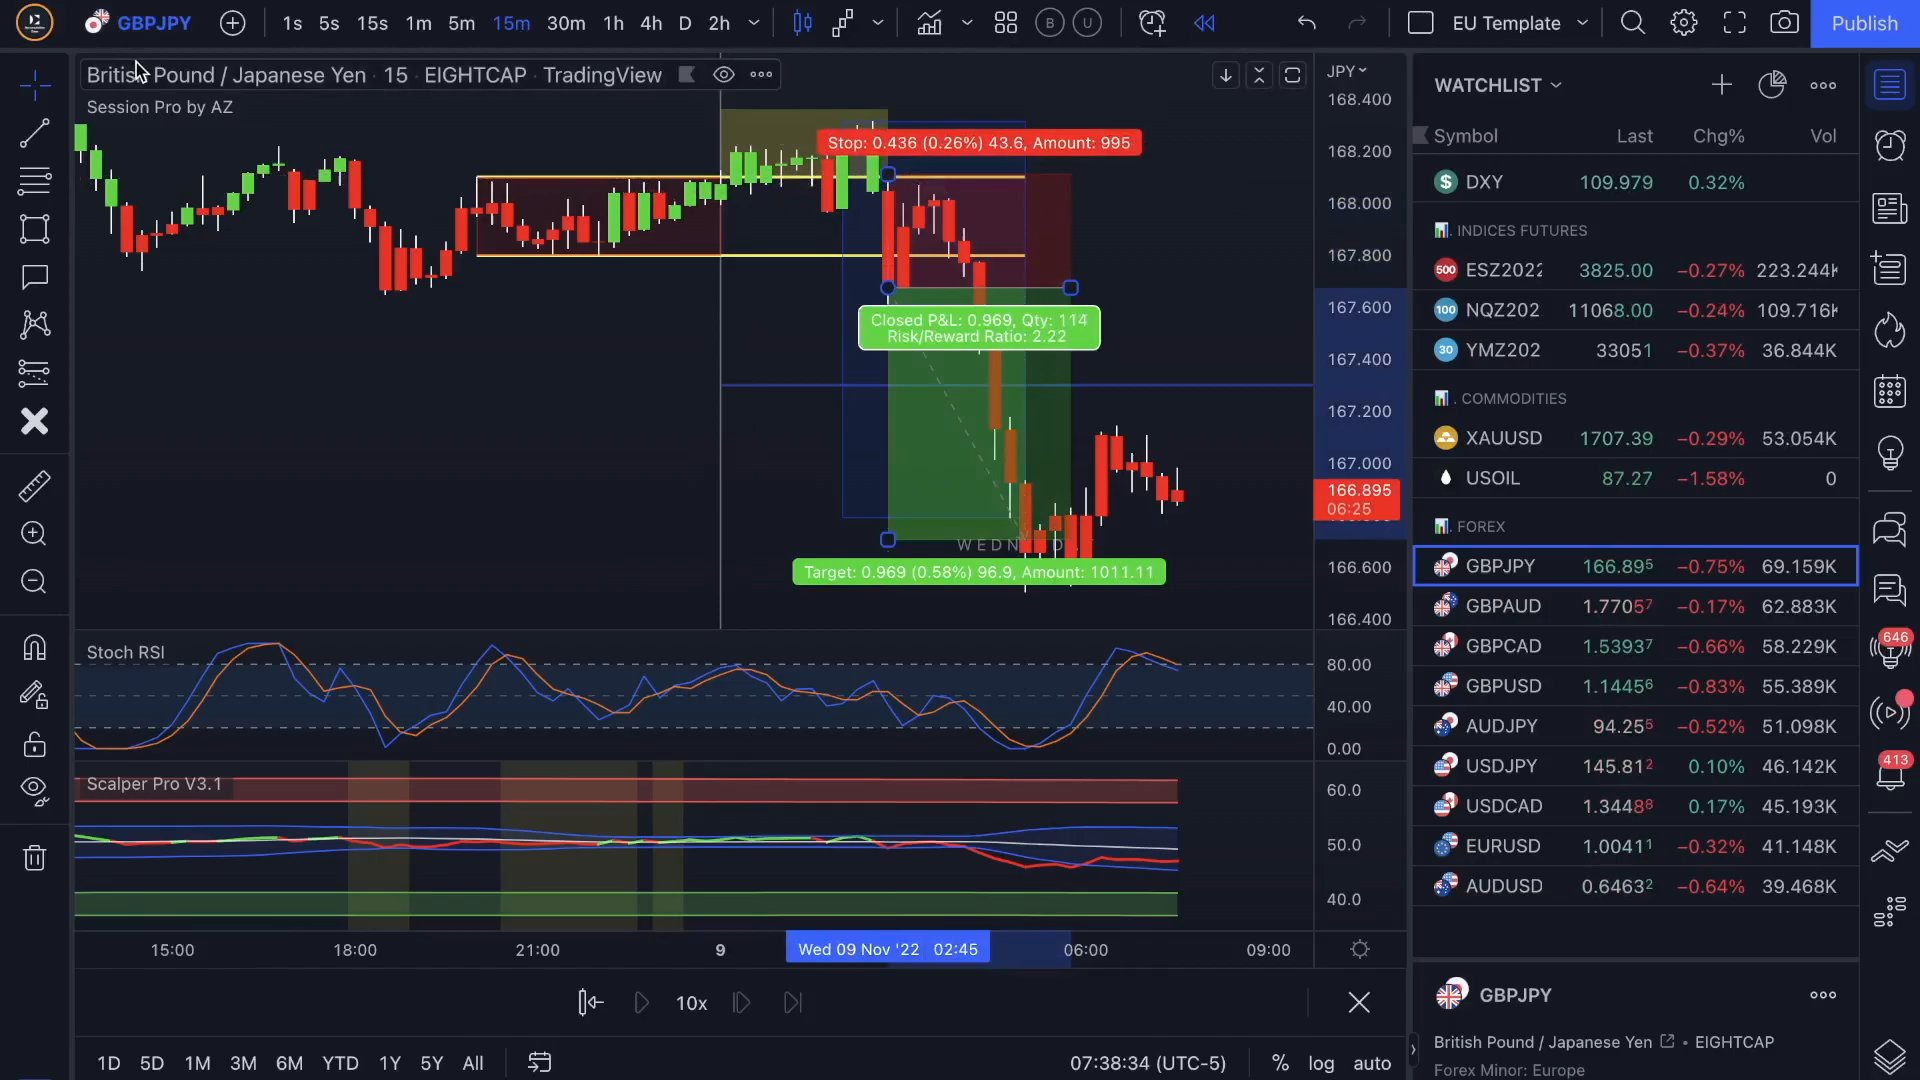 GBPJPY 1s 5s 15s 1m 5m 15m 30m 1h 4h D 2h B U EU Template Publish
British Pound / Japanese Yen · 15 · EIGHTCAP · TradingView
Session Pro by AZ
Stop: 0.436 (0.26%) 43.6, Amount: 995
Closed P&L: 0.969, Qty: 114
Risk/Reward Ratio: 2.22
Target: 0.969 (0.58%) 96.9, Amount: 1011.11
JPY
168.400
168.200
168.000
167.800
167.600
167.400
167.200
167.000
166.895
06:25
166.600
166.400
Stoch RSI
80.00
40.00
0.00
Scalper Pro V3.1
60.0
50.0
40.0
15:00 18:00 21:00 9 Wed 09 Nov '22 02:45 06:00 09:00
10x
1D 5D 1M 3M 6M YTD 1Y 5Y All 07:38:34 (UTC-5) % log auto
WATCHLIST
Symbol Last Chg% Vol
DXY 109.979 0.32%
INDICES FUTURES
500 ESZ2022 3825.00 −0.27% 223.244K
100 NQZ202 11068.00 −0.24% 109.716K
30 YMZ202 33051 −0.37% 36.844K
COMMODITIES
XAUUSD 1707.39 −0.29% 53.054K
USOIL 87.27 −1.58% 0
FOREX
GBPJPY 166.895 −0.75% 69.159K
GBPAUD 1.77057 −0.17% 62.883K
GBPCAD 1.53937 −0.66% 58.229K
GBPUSD 1.14456 −0.83% 55.389K
AUDJPY 94.255 −0.52% 51.098K
USDJPY 145.812 0.10% 46.142K
USDCAD 1.34488 0.17% 45.193K
EURUSD 1.00411 −0.32% 41.148K
AUDUSD 0.64632 −0.64% 39.468K
GBPJPY
British Pound / Japanese Yen • EIGHTCAP
Forex Minor: Europe
646
413